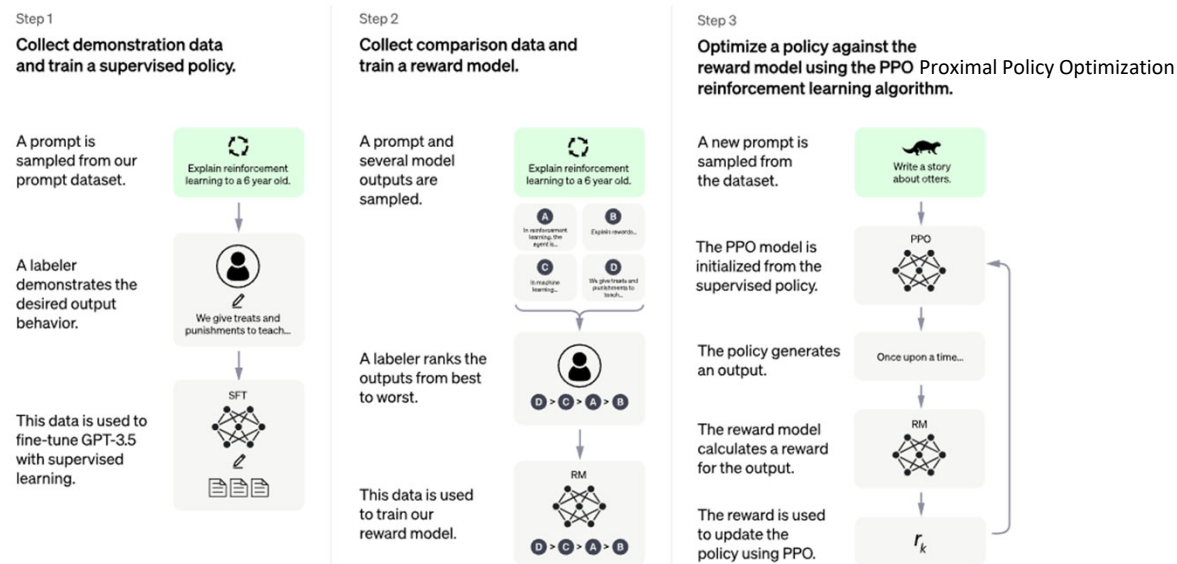 Step 1
Collect demonstration data
and train a supervised policy.
A prompt is
sampled from our
prompt dataset.
Explain reinforcement
learning to a 6 year old.
A labeler
demonstrates the
desired output
behavior.
We give treats and
punishments to teach...
This data is used to
fine-tune GPT-3.5
with supervised
learning.
SFT
Step 2
Collect comparison data and
train a reward model.
A prompt and
several model
outputs are
sampled.
Explain reinforcement
learning to a 6 year old.
A
In reinforcement
learning, the
agent is...
B
Explain rewards...
C
In machine
learning...
D
We give treats and
punishments to
teach...
A labeler ranks the
outputs from best
to worst.
D > C > A > B
This data is used
to train our
reward model.
RM
D > C > A > B
Step 3
Optimize a policy against the
reward model using the PPO Proximal Policy Optimization
reinforcement learning algorithm.
A new prompt is
sampled from
the dataset.
Write a story
about otters.
The PPO model is
initialized from the
supervised policy.
PPO
The policy generates
an output.
Once upon a time...
The reward model
calculates a reward
for the output.
RM
The reward is used
to update the
policy using PPO.
rk